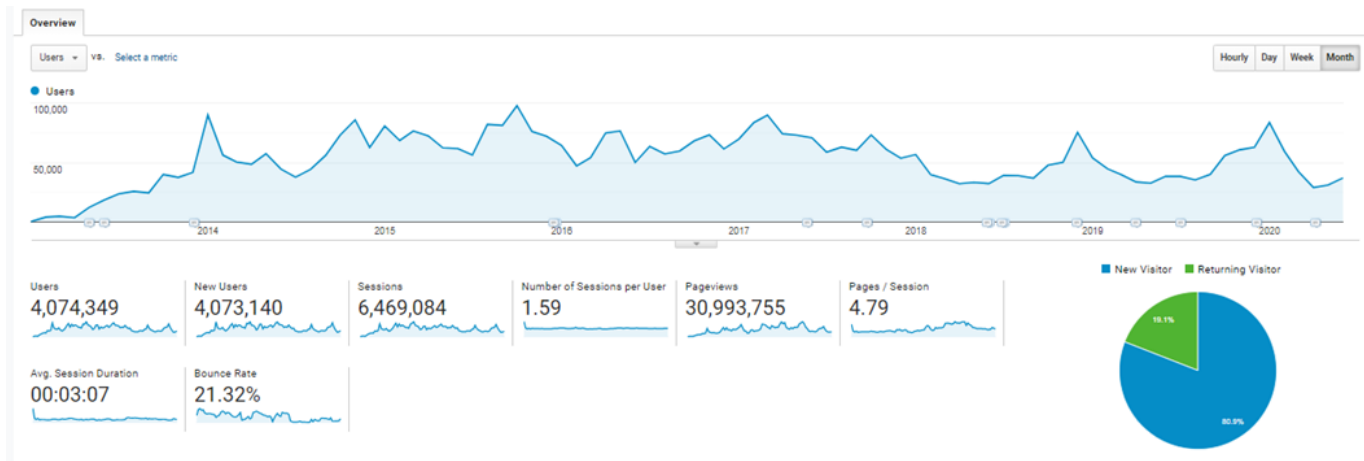 Overview
Users vs. Select a metric
Hourly Day Week Month
Users
100,000
50,000
2014 2015 2016 2017 2018 2019 2020
New Visitor Returning Visitor
Users New Users Sessions Number of Sessions per User Pageviews Pages / Session
4,074,349 4,073,140 6,469,084 1.59 30,993,755 4.79
19.1%
80.9%
Avg. Session Duration Bounce Rate
00:03:07 21.32%